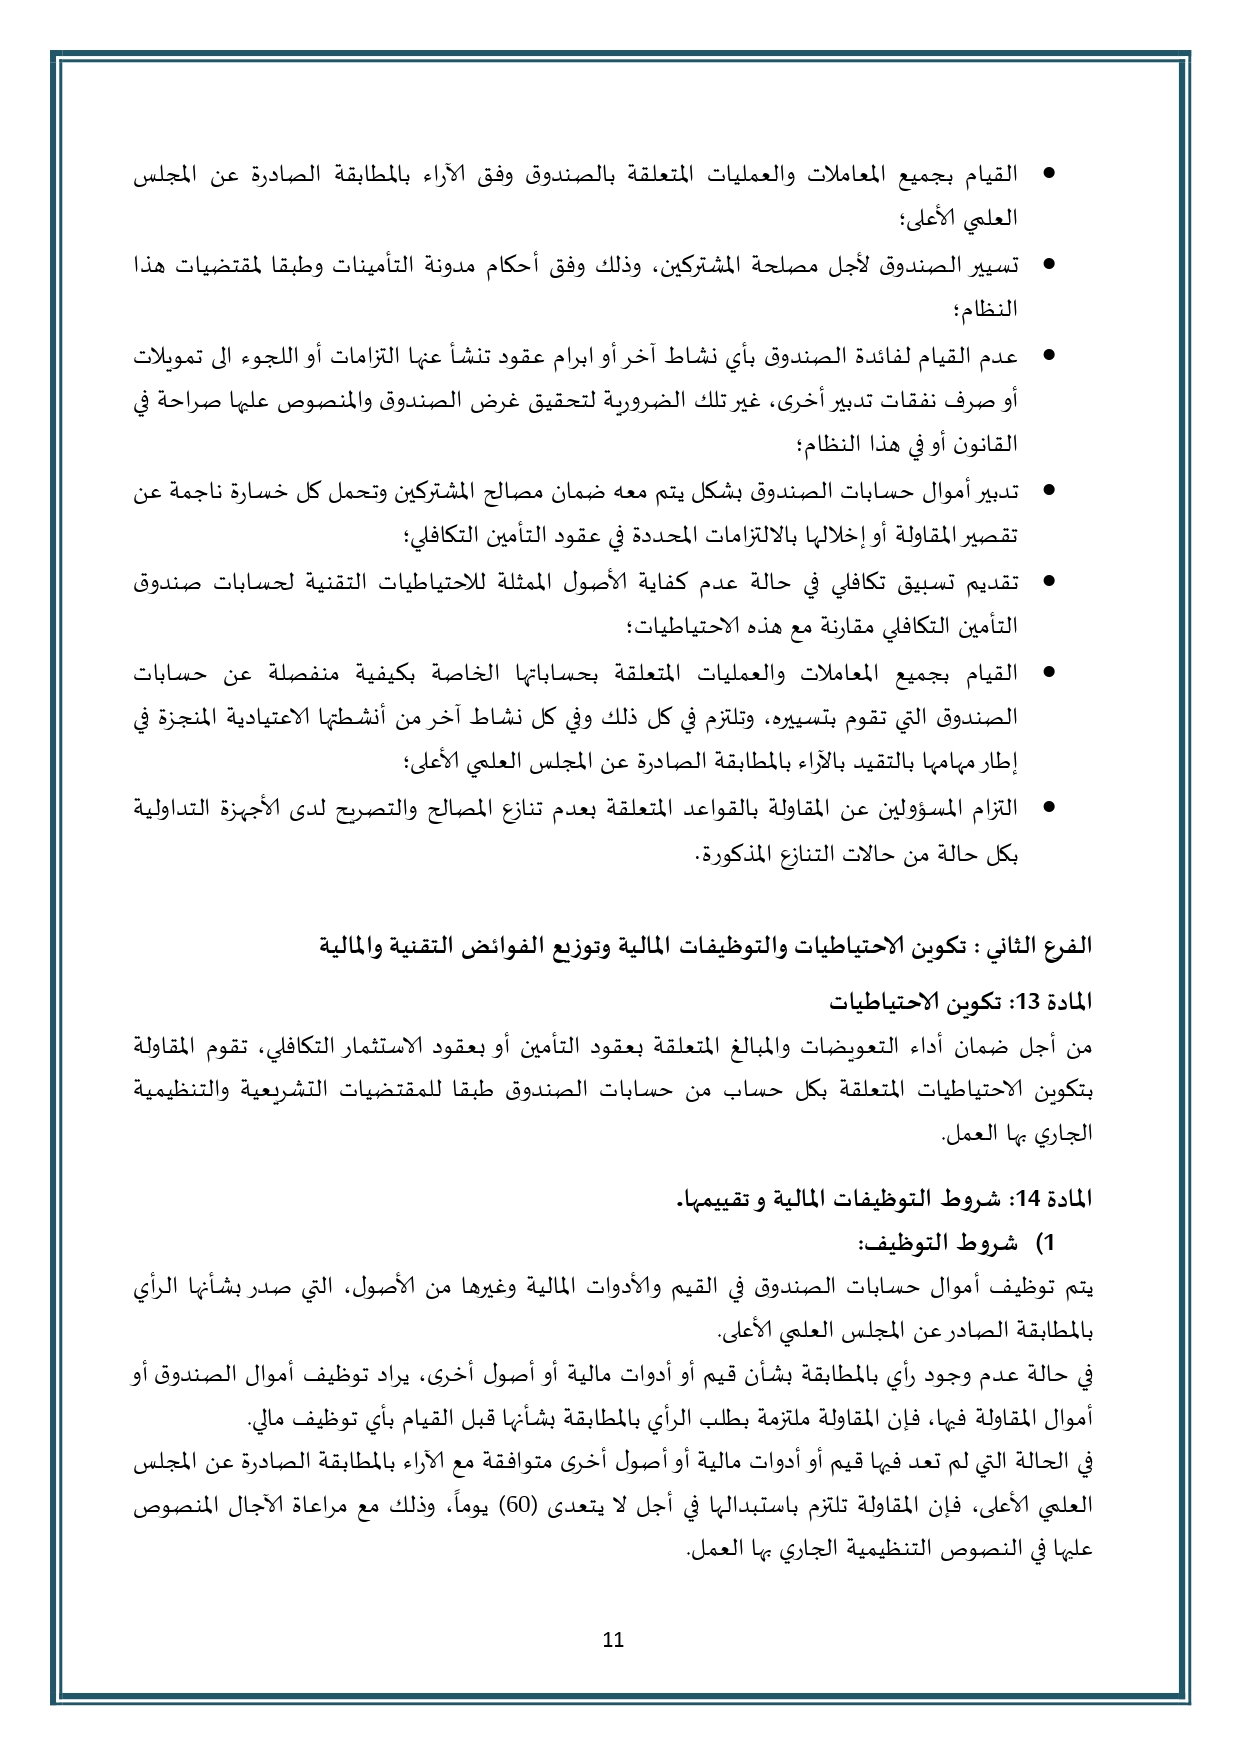 • القيام بجميع المعاملات والعمليات المتعلقة بالصندوق وفق الآراء بالمطابقة الصادرة عن المجلس
العلمي الأعلى؛
• تسيير الصندوق لأجل مصلحة المشتركين، وذلك وفق أحكام مدونة التأمينات وطبقا لمقتضيات هذا
النظام؛
• عدم القيام لفائدة الصندوق بأي نشاط آخر أو ابرام عقود تنشأ عنها التزامات أو اللجوء الى تمويلات
أو صرف نفقات تدبير أخرى، غير تلك الضرورية لتحقيق غرض الصندوق والمنصوص عليها صراحة في
القانون أو في هذا النظام؛
• تدبير أموال حسابات الصندوق بشكل يتم معه ضمان مصالح المشتركين وتحمل كل خسارة ناجمة عن
تقصير المقاولة أو إخلالها بالالتزامات المحددة في عقود التأمين التكافلي؛
• تقديم تسبيق تكافلي في حالة عدم كفاية الأصول الممثلة للاحتياطيات التقنية لحسابات صندوق
التأمين التكافلي مقارنة مع هذه الاحتياطيات؛
• القيام بجميع المعاملات والعمليات المتعلقة بحساباتها الخاصة بكيفية منفصلة عن حسابات
الصندوق التي تقوم بتسييره، وتلتزم في كل ذلك وفي كل نشاط آخر من أنشطتها الاعتيادية المنجزة في
إطار مهامها بالتقيد بالآراء بالمطابقة الصادرة عن المجلس العلمي الأعلى؛
• التزام المسؤولين عن المقاولة بالقواعد المتعلقة بعدم تنازع المصالح والتصريح لدى الأجهزة التداولية
بكل حالة من حالات التنازع المذكورة.
الفرع الثاني : تكوين الاحتياطيات والتوظيفات المالية وتوزيع الفوائض التقنية والمالية
المادة 13: تكوين الاحتياطيات
من أجل ضمان أداء التعويضات والمبالغ المتعلقة بعقود التأمين أو بعقود الاستثمار التكافلي، تقوم المقاولة
بتكوين الاحتياطيات المتعلقة بكل حساب من حسابات الصندوق طبقا للمقتضيات التشريعية والتنظيمية
الجاري بها العمل.
المادة 14: شروط التوظيفات المالية و تقييمها.
1) شروط التوظيف:
يتم توظيف أموال حسابات الصندوق في القيم والأدوات المالية وغيرها من الأصول، التي صدر بشأنها الرأي
بالمطابقة الصادر عن المجلس العلمي الأعلى.
في حالة عدم وجود رأي بالمطابقة بشأن قيم أو أدوات مالية أو أصول أخرى، يراد توظيف أموال الصندوق أو
أموال المقاولة فيها، فإن المقاولة ملتزمة بطلب الرأي بالمطابقة بشأنها قبل القيام بأي توظيف مالي.
في الحالة التي لم تعد فيها قيم أو أدوات مالية أو أصول أخرى متوافقة مع الآراء بالمطابقة الصادرة عن المجلس
العلمي الأعلى، فإن المقاولة تلتزم باستبدالها في أجل لا يتعدى (60) يوماً، وذلك مع مراعاة الآجال المنصوص
عليها في النصوص التنظيمية الجاري بها العمل.
11